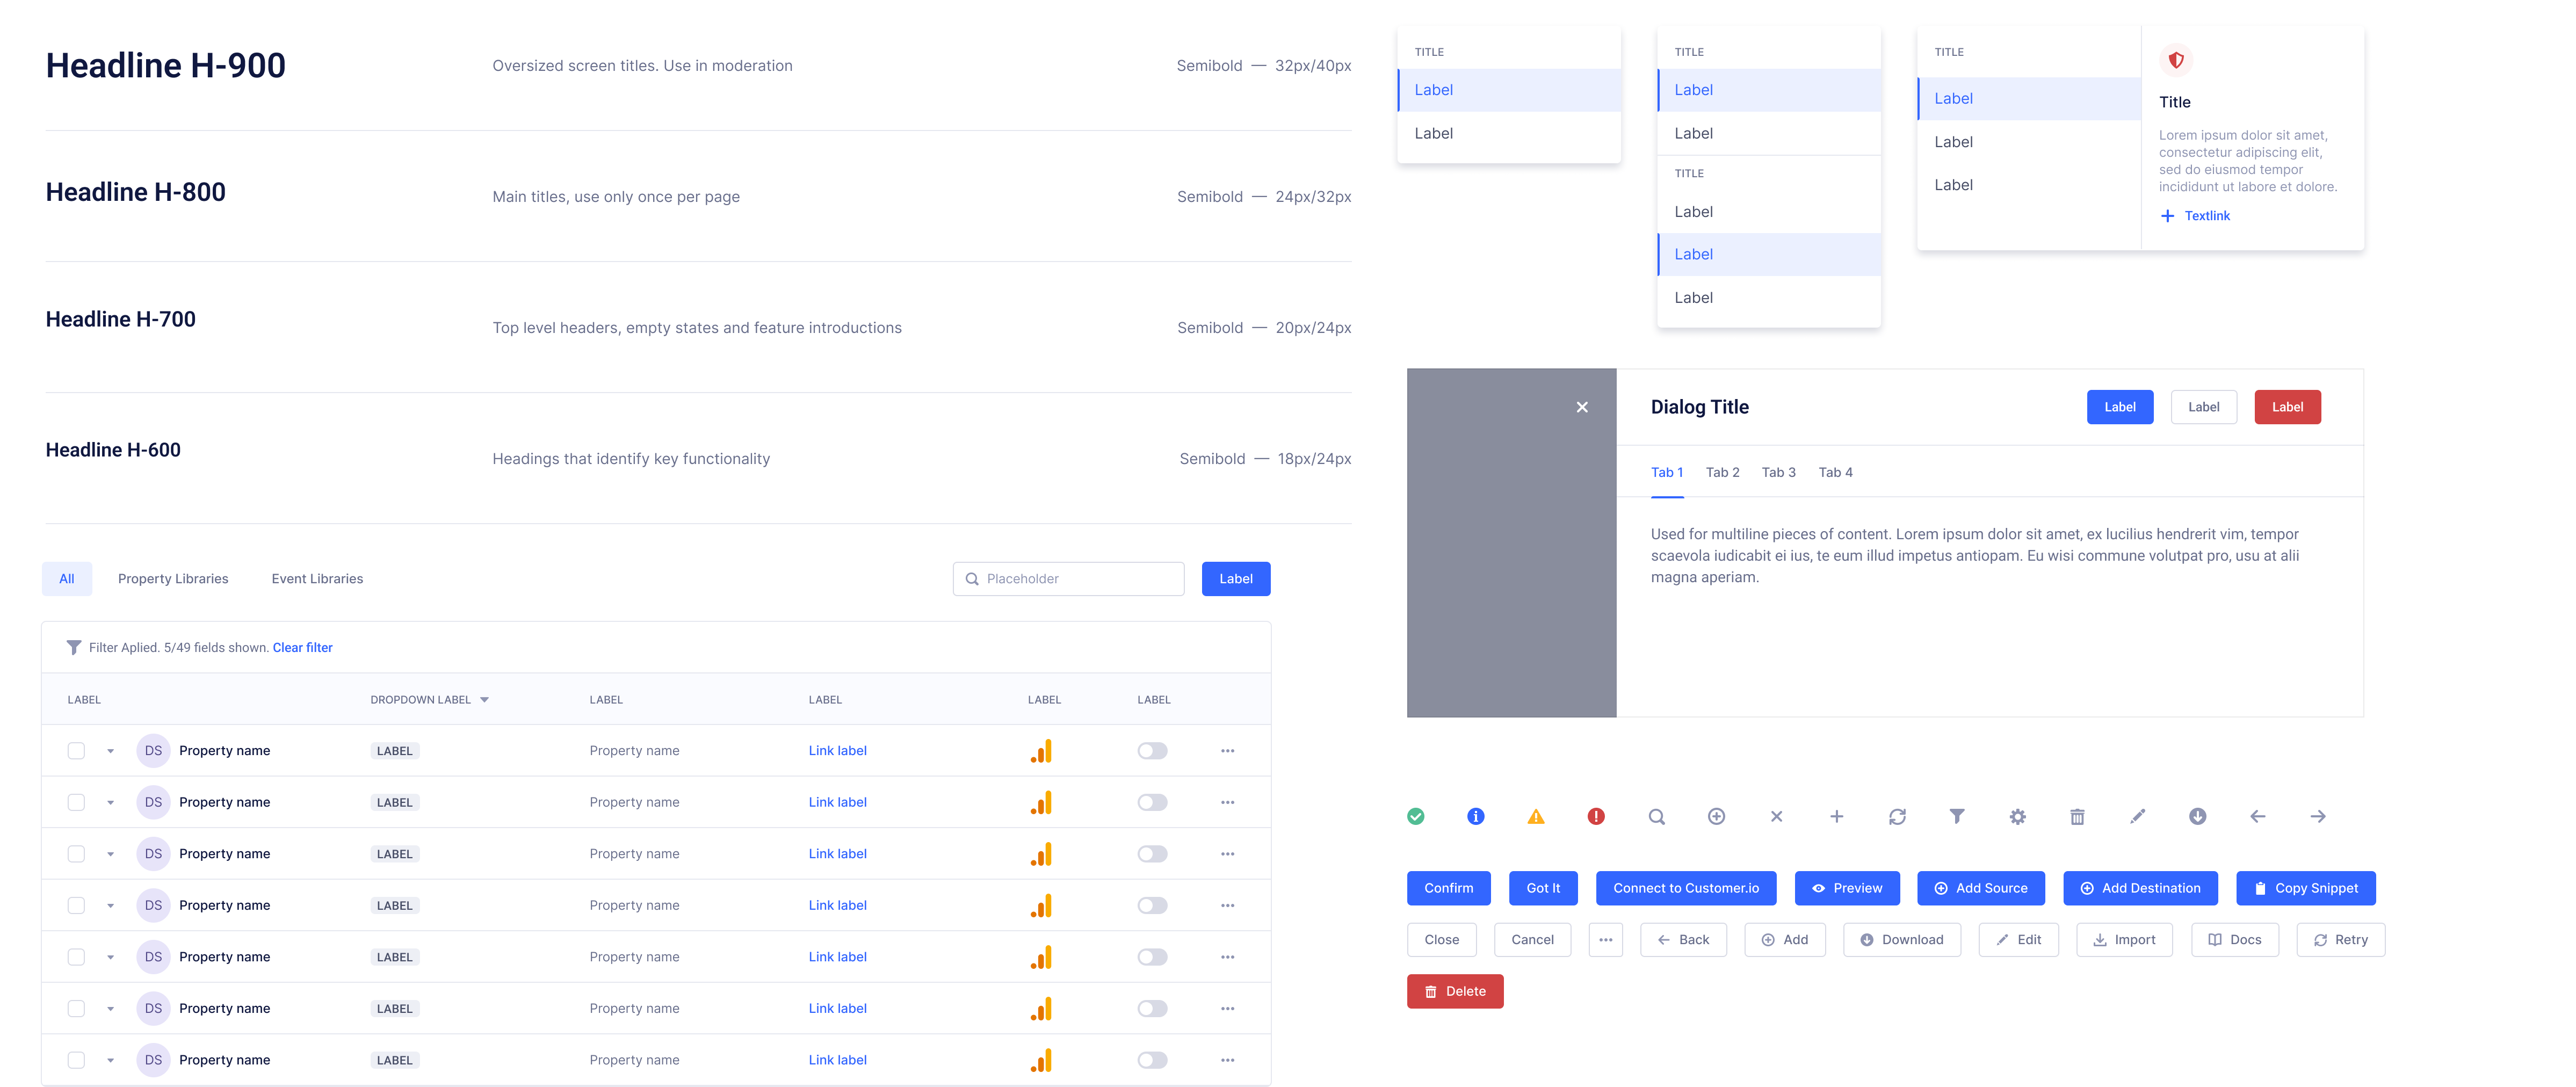 Headline H-900
Oversized screen titles. Use in moderation
Semibold — 32px/40px
Headline H-800
Main titles, use only once per page
Semibold — 24px/32px
Headline H-700
Top level headers, empty states and feature introductions
Semibold — 20px/24px
Headline H-600
Headings that identify key functionality
Semibold — 18px/24px
All Property Libraries Event Libraries Placeholder Label
Filter Aplied. 5/49 fields shown. Clear filter
LABEL DROPDOWN LABEL LABEL LABEL LABEL LABEL
DS Property name LABEL Property name Link label
DS Property name LABEL Property name Link label
DS Property name LABEL Property name Link label
DS Property name LABEL Property name Link label
DS Property name LABEL Property name Link label
DS Property name LABEL Property name Link label
DS Property name LABEL Property name Link label
TITLE
Label
Label
TITLE
Label
Label
TITLE
Label
Label
Label
TITLE
Label
Label
Label
Title
Lorem ipsum dolor sit amet,
consectetur adipiscing elit,
sed do eiusmod tempor
incididunt ut labore et dolore.
Textlink
Dialog Title Label Label Label
Tab 1 Tab 2 Tab 3 Tab 4
Used for multiline pieces of content. Lorem ipsum dolor sit amet, ex lucilius hendrerit vim, tempor
scaevola iudicabit ei ius, te eum illud impetus antiopam. Eu wisi commune volutpat pro, usu at alii
magna aperiam.
Confirm Got It Connect to Customer.io Preview Add Source Add Destination Copy Snippet
Close Cancel Back Add Download Edit Import Docs Retry
Delete